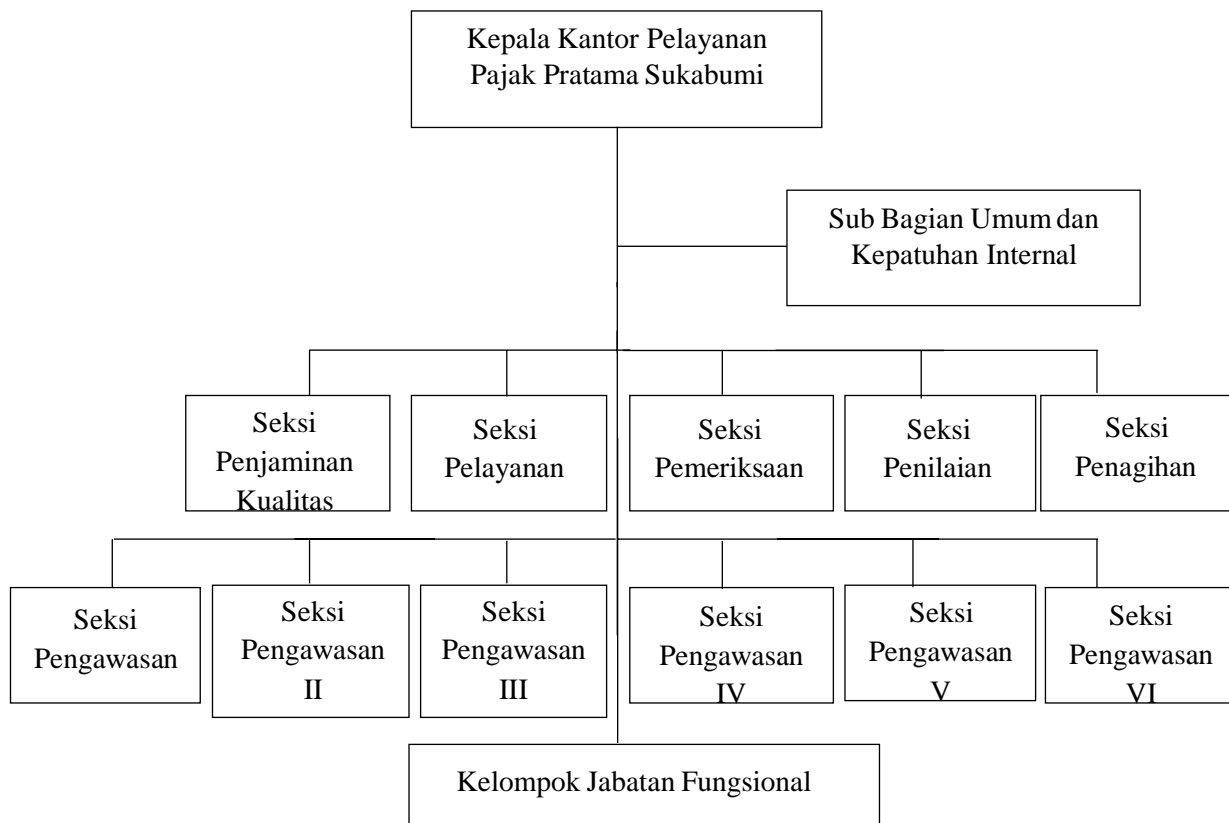 Kepala Kantor Pelayanan
Pajak Pratama Sukabumi
Sub Bagian Umum dan
Kepatuhan Internal
Seksi
Penjaminan
Kualitas
Seksi
Pelayanan
Seksi
Pemeriksaan
Seksi
Penilaian
Seksi
Penagihan
Seksi
Pengawasan
Seksi
Pengawasan
II
Seksi
Pengawasan
III
Seksi
Pengawasan
IV
Seksi
Pengawasan
V
Seksi
Pengawasan
VI
Kelompok Jabatan Fungsional